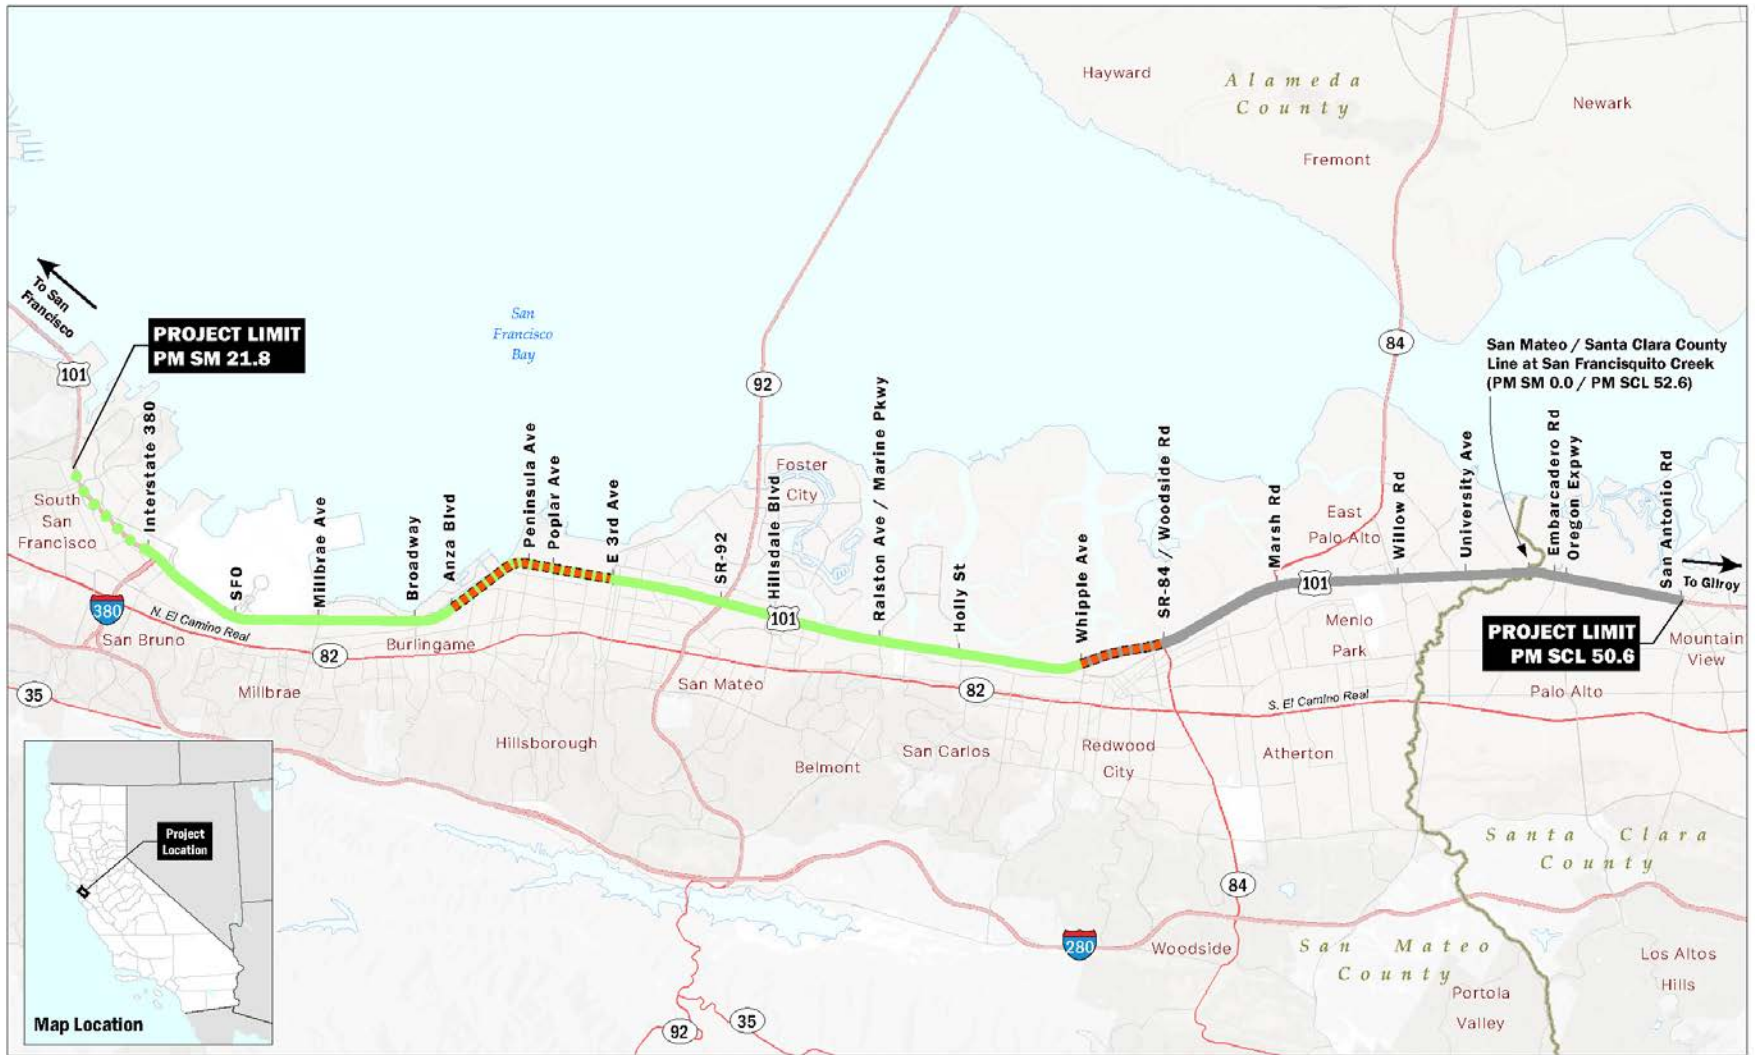 Hayward
Alameda
County
Newark
Fremont
To San
Francisco
PROJECT LIMIT
PM SM 21.8
101
San
Francisco
Bay
92
84
San Mateo / Santa Clara County
Line at San Francisquito Creek
(PM SM 0.0 / PM SCL 52.6)
South
San
Francisco
Interstate 380
SFO
Millbrae Ave
Broadway
Anza Blvd
Peninsula Ave
Poplar Ave
E 3rd Ave
SR-92
Foster
City
Hillsdale Blvd
Ralston Ave / Marine Pkwy
Holly St
Whipple Ave
SR-84 / Woodside Rd
Marsh Rd
East
Palo Alto
Willow Rd
University Ave
Embarcadero Rd
Oregon Expwy
San Antonio Rd
To Gilroy
101
101
380
N. El Camino Real
San Bruno
82
Burlingame
Menlo
Park
PROJECT LIMIT
PM SCL 50.6
Mountain
View
35
Millbrae
San Mateo
82
S. El Camino Real
Palo Alto
Hillsborough
Belmont
San Carlos
Redwood
City
Atherton
Project
Location
Map Location
84
Santa Clara
County
280
Woodside
San Mateo
County
Los Altos
Hills
Portola
Valley
92
35